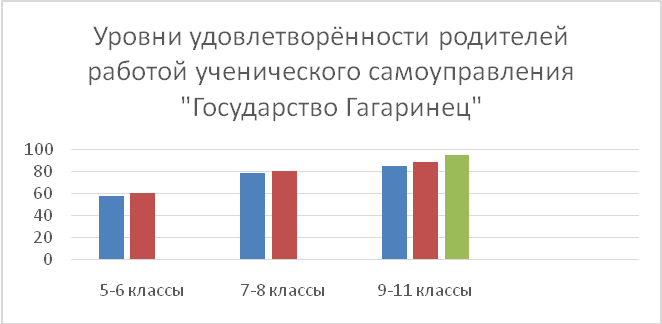 Уровни удовлетворённости родителей
работой ученического самоуправления
"Государство Гагаринец"
100
80
60
40
20
0
5-6 классы
7-8 классы
9-11 классы